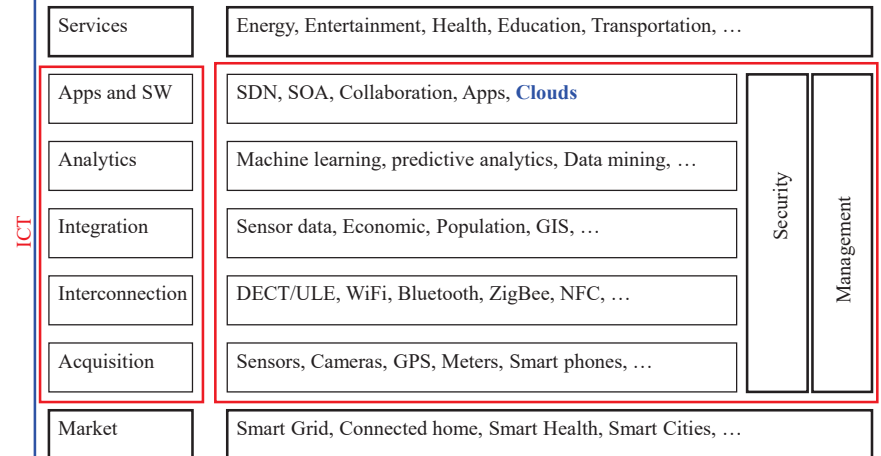 Services
Energy, Entertainment, Health, Education, Transportation, …
Apps and SW
SDN, SOA, Collaboration, Apps, Clouds
Analytics
Machine learning, predictive analytics, Data mining, …
Integration
Sensor data, Economic, Population, GIS, …
Interconnection
DECT/ULE, WiFi, Bluetooth, ZigBee, NFC, …
Acquisition
Sensors, Cameras, GPS, Meters, Smart phones, …
Market
Smart Grid, Connected home, Smart Health, Smart Cities, …
ICT
Security
Management